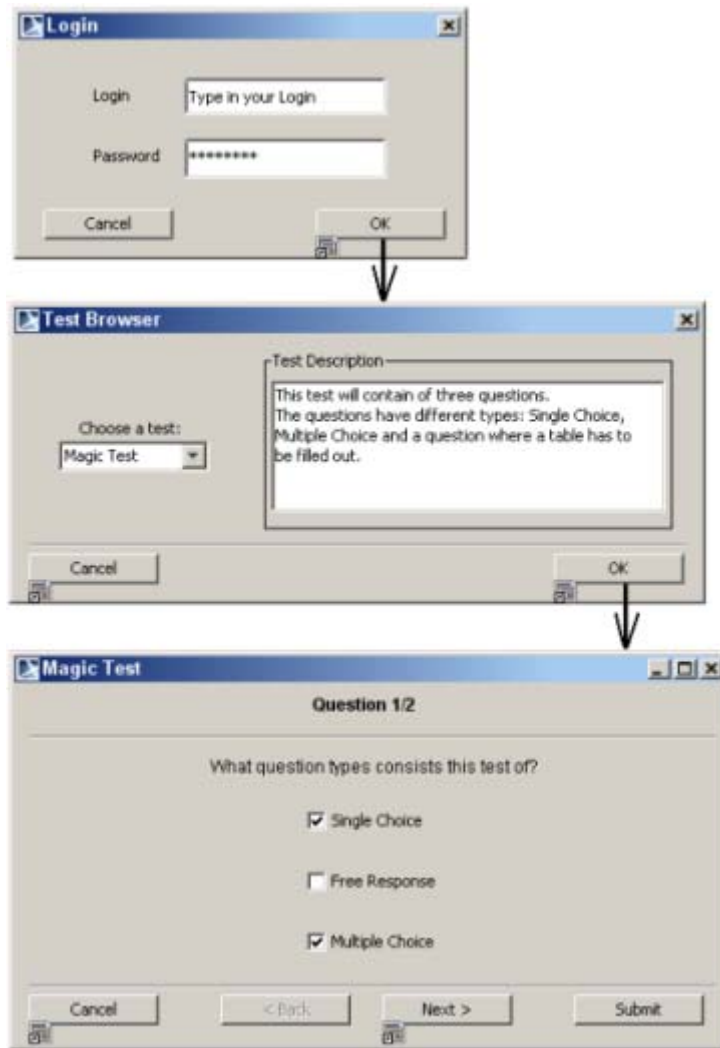 Login
Login
Type in your Login
Password
********
Cancel
OK
Test Browser
Test Description
Choose a test:
Magic Test
This test will contain of three questions.
The questions have different types: Single Choice,
Multiple Choice and a question where a table has to
be filled out.
Cancel
OK
Magic Test
Question 1/2
What question types consists this test of?
Single Choice
Free Response
Multiple Choice
Cancel
< Back
Next >
Submit